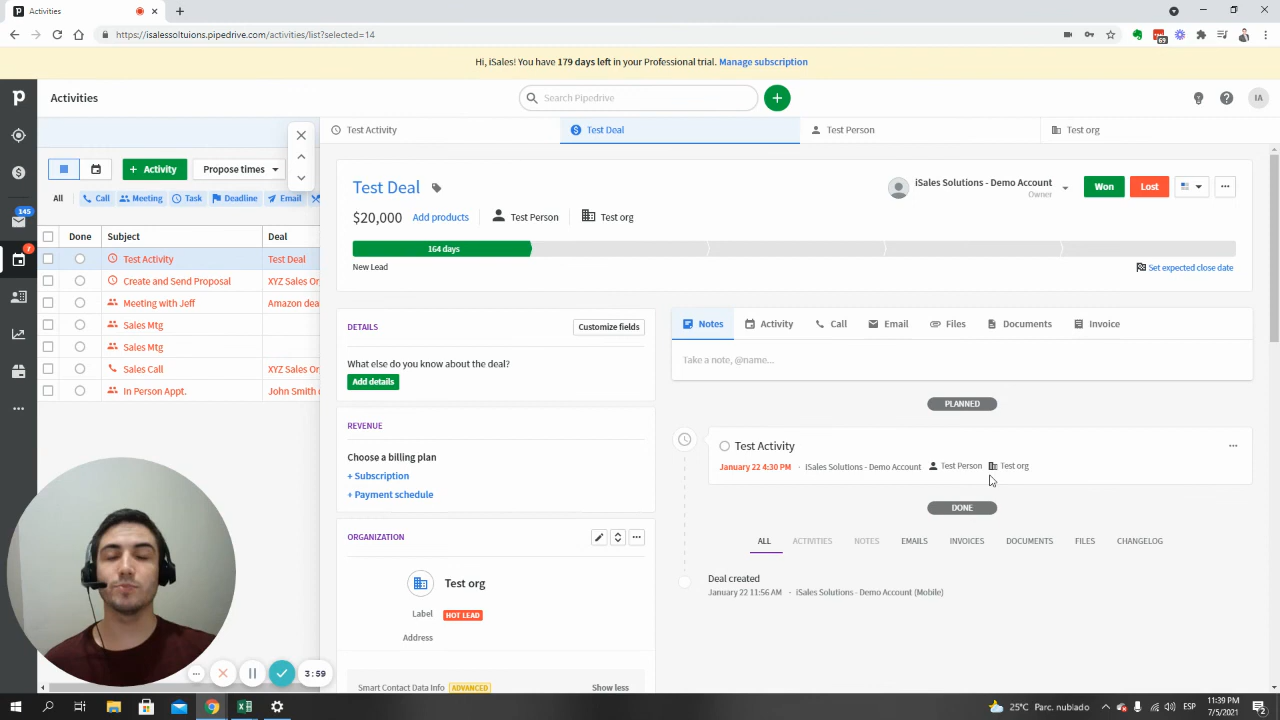 Activities
https://isalessoltuions.pipedrive.com/activities/list?selected=14
63
Hi, iSales! You have 179 days left in your Professional trial. Manage subscription
Activities
Search Pipedrive
IA
Test Activity
Test Deal
Test Person
Test org
+ Activity
Propose times
All
Call
Meeting
Task
Deadline
Email
145
7
Done
Subject
Deal
Test Activity
Test Deal
Create and Send Proposal
XYZ Sales Or
Meeting with Jeff
Amazon dea
Sales Mtg
Sales Mtg
Sales Call
XYZ Sales Or
In Person Appt.
John Smith
Test Deal
iSales Solutions - Demo Account
Owner
Won
Lost
$20,000
Add products
Test Person
Test org
164 days
New Lead
Set expected close date
DETAILS
Customize fields
What else do you know about the deal?
Add details
REVENUE
Choose a billing plan
+ Subscription
+ Payment schedule
ORGANIZATION
Test org
Label
HOT LEAD
Address
Smart Contact Data Info
ADVANCED
Show less
Notes
Activity
Call
Email
Files
Documents
Invoice
Take a note, @name...
PLANNED
Test Activity
January 22 4:30 PM · iSales Solutions - Demo Account Test Person Test org
DONE
ALL
ACTIVITIES
NOTES
EMAILS
INVOICES
DOCUMENTS
FILES
CHANGELOG
Deal created
January 22 11:56 AM · iSales Solutions - Demo Account (Mobile)
3:59
25°C Parc. nublado
ESP
11:39 PM
7/5/2021
2